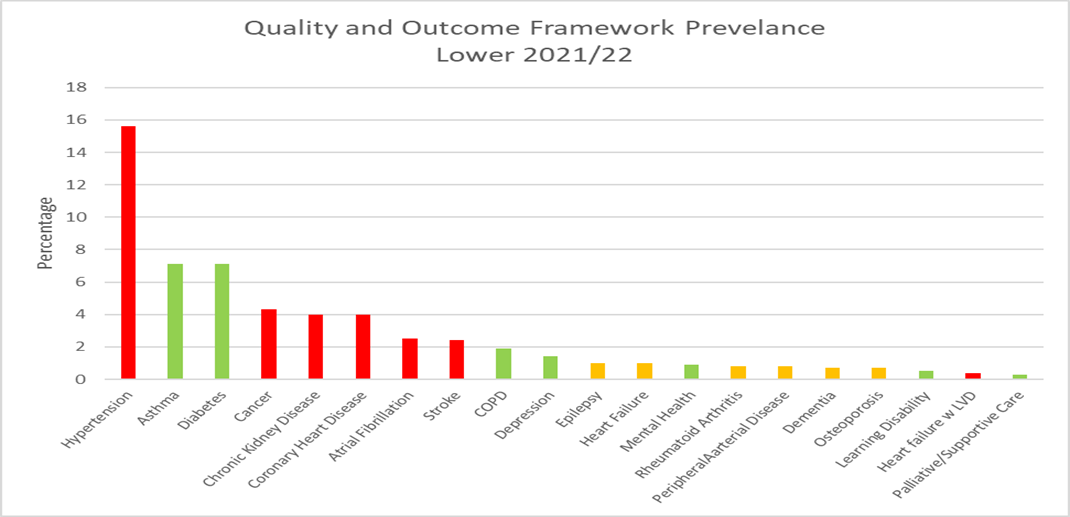 Quality and Outcome Framework Prevelance
Lower 2021/22
18
16
14
12
10
8
6
4
2
0
Percentage
Hypertension
Asthma
Diabetes
Cancer
Chronic Kidney Disease
Coronary Heart Disease
Atrial Fibrillation
Stroke
COPD
Depression
Epilepsy
Heart Failure
Mental Health
Rheumatoid Arthritis
PeripheralAarterial Disease
Dementia
Osteoporosis
Learning Disability
Heart failure w LVD
Palliative/Supportive Care